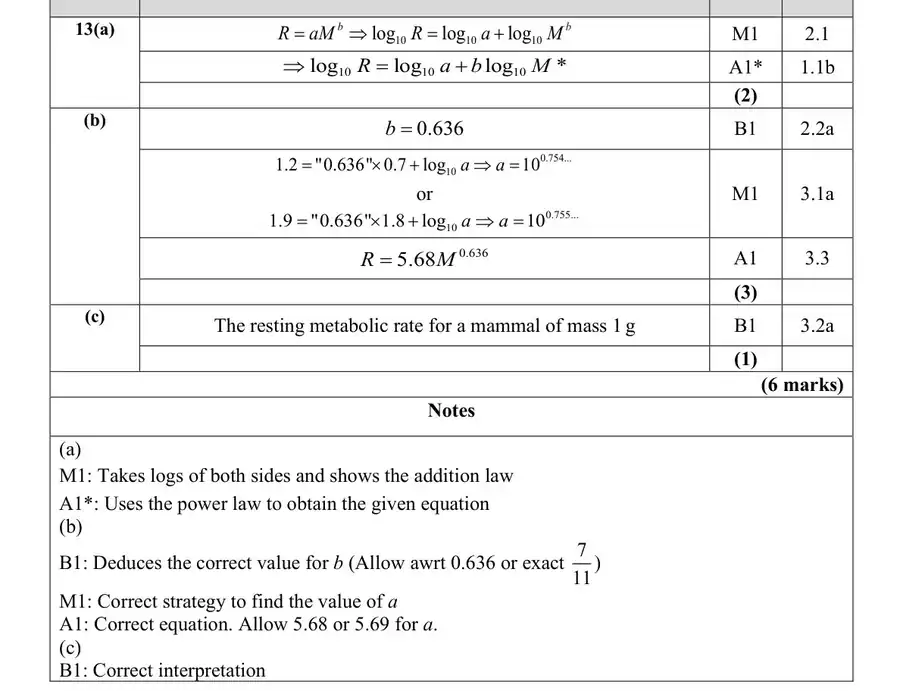 13(a) R = aM^b ⇒ log₁₀ R = log₁₀ a + log₁₀ M^b M1 2.1
⇒ log₁₀ R = log₁₀ a + b log₁₀ M * A1* 1.1b
(2)
(b) b = 0.636 B1 2.2a
1.2 = "0.636"× 0.7 + log₁₀ a ⇒ a = 10^0.754...
or
1.9 = "0.636"×1.8 + log₁₀ a ⇒ a = 10^0.755... M1 3.1a
R = 5.68M^0.636 A1 3.3
(3)
(c) The resting metabolic rate for a mammal of mass 1 g B1 3.2a
(1)
(6 marks)
Notes
(a)
M1: Takes logs of both sides and shows the addition law
A1*: Uses the power law to obtain the given equation
(b)
B1: Deduces the correct value for b (Allow awrt 0.636 or exact 7/11)
M1: Correct strategy to find the value of a
A1: Correct equation. Allow 5.68 or 5.69 for a.
(c)
B1: Correct interpretation